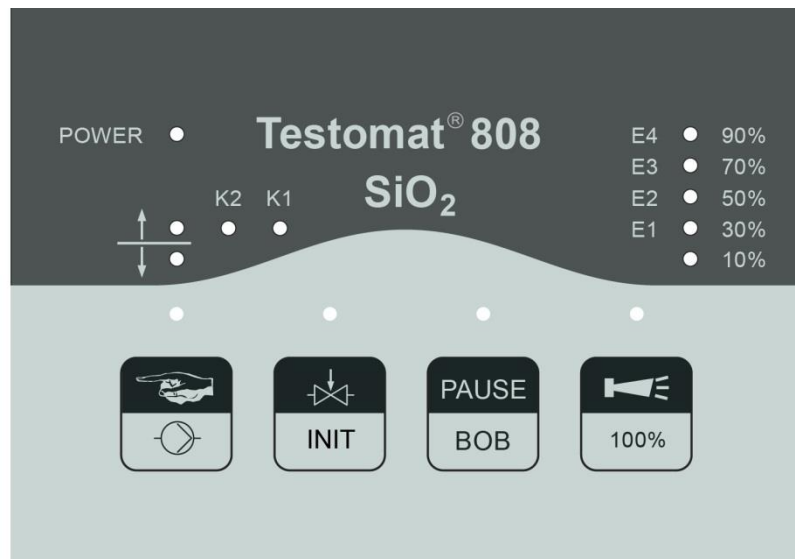 POWER
Testomat® 808
SiO₂
K2 K1
E4 90%
E3 70%
E2 50%
E1 30%
10%
INIT
PAUSE
BOB
100%